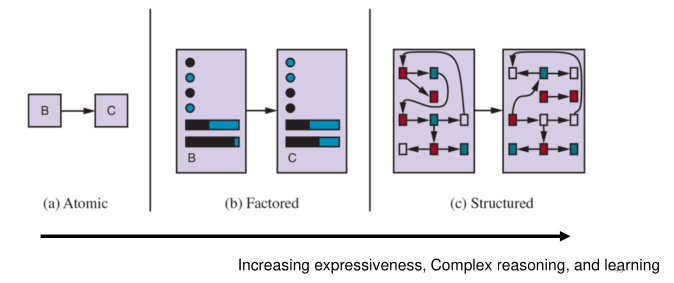 B
C
B
C
(a) Atomic
(b) Factored
(c) Structured
Increasing expressiveness, Complex reasoning, and learning